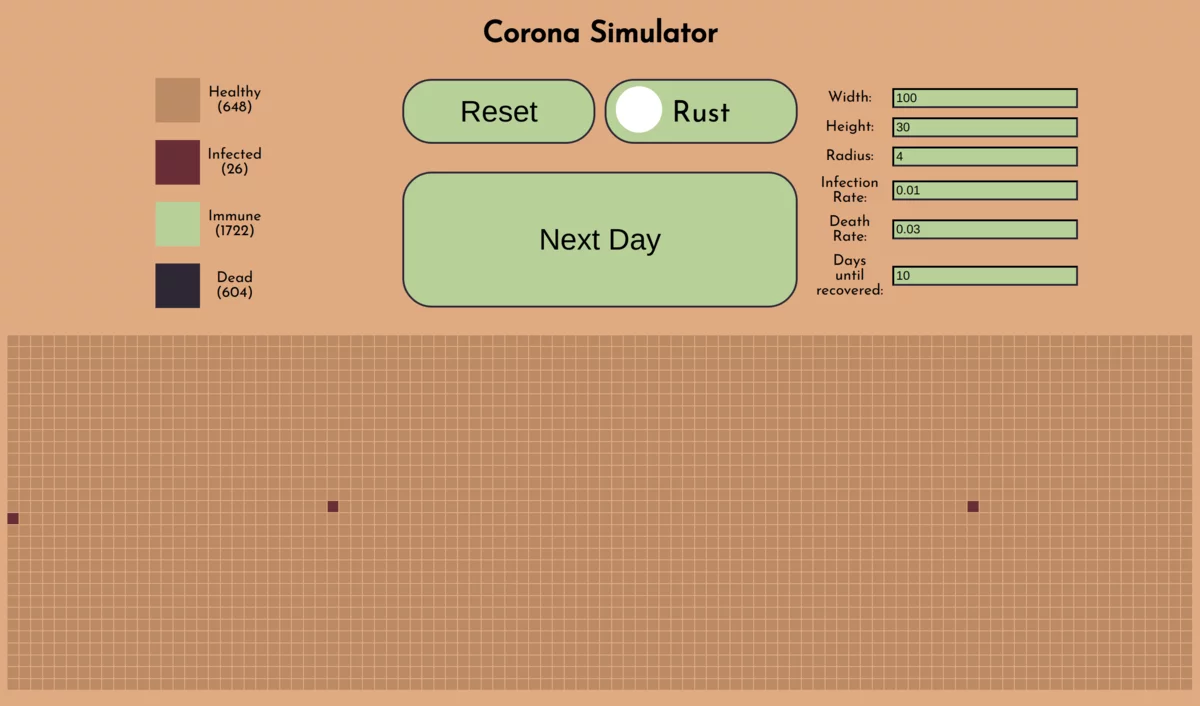 Corona Simulator
Healthy
(648)
Infected
(26)
Immune
(1722)
Dead
(604)
Reset
Rust
Next Day
Width:
100
Height:
30
Radius:
4
Infection
Rate:
0.01
Death
Rate:
0.03
Days
until
recovered:
10